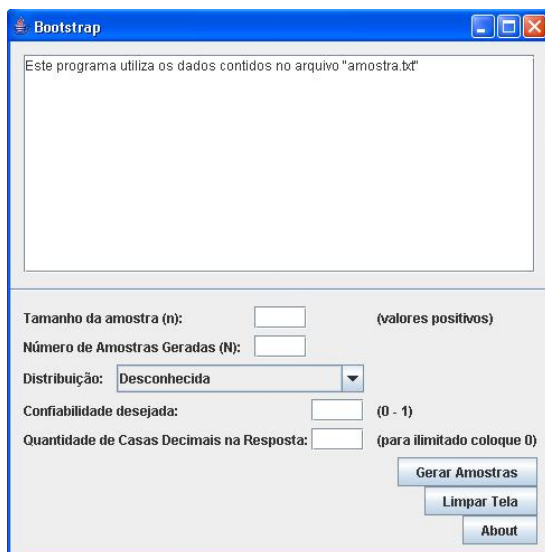 Bootstrap
Este programa utiliza os dados contidos no arquivo "amostra.txt"
Tamanho da amostra (n): (valores positivos)
Número de Amostras Geradas (N):
Distribuição: Desconhecida
Confiabilidade desejada: (0 - 1)
Quantidade de Casas Decimais na Resposta: (para ilimitado coloque 0)
Gerar Amostras
Limpar Tela
About